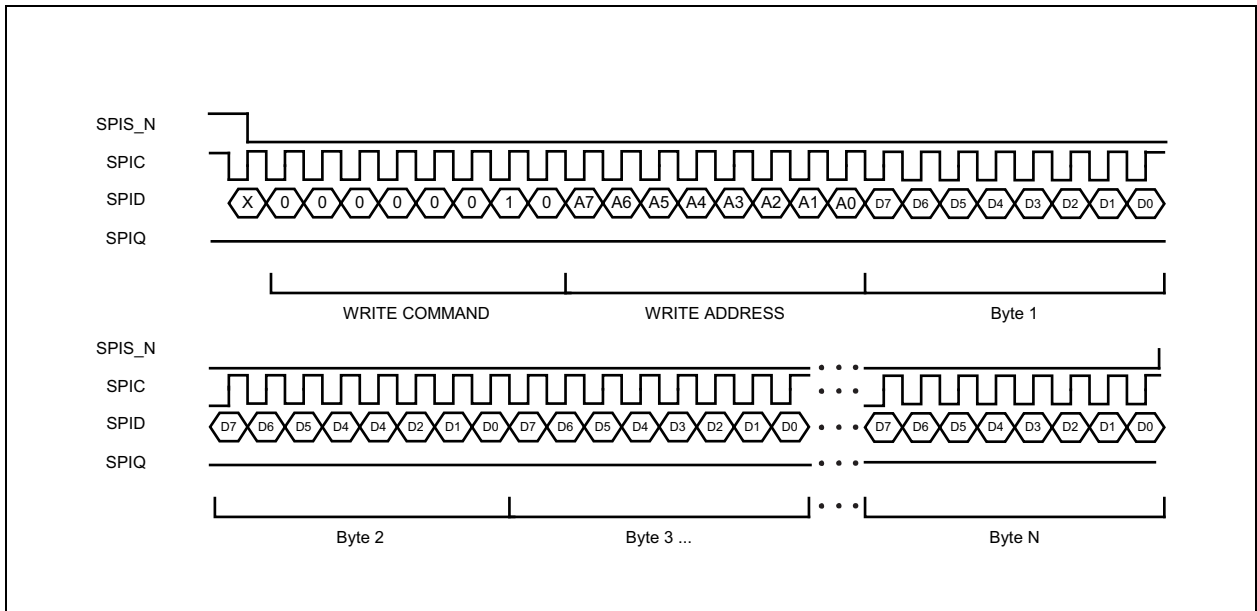 SPIS_N
SPIC
SPID X 0 0 0 0 0 0 1 0 A7 A6 A5 A4 A3 A2 A1 A0 D7 D6 D5 D4 D3 D2 D1 D0
SPIQ
WRITE COMMAND WRITE ADDRESS Byte 1
SPIS_N
SPIC
SPID D7 D6 D5 D4 D4 D2 D1 D0 D7 D6 D5 D4 D3 D2 D1 D0 D7 D6 D5 D4 D3 D2 D1 D0
SPIQ
Byte 2 Byte 3 ... Byte N